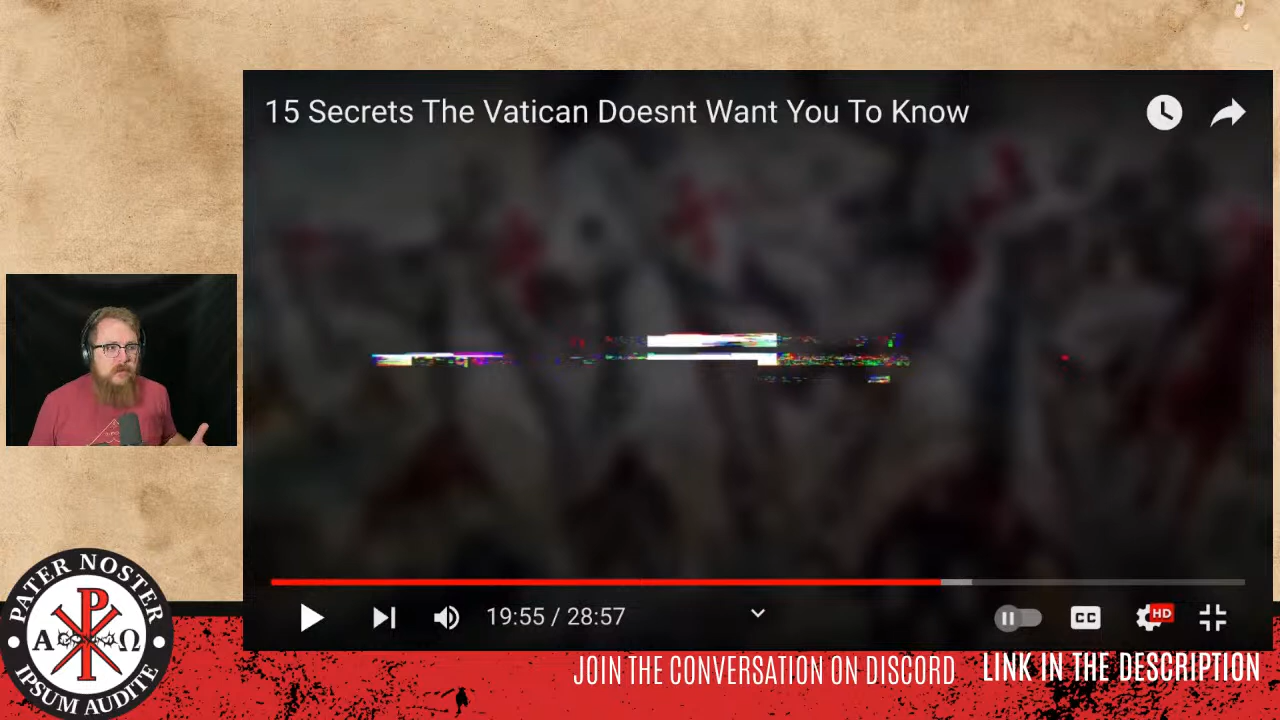 15 Secrets The Vatican Doesnt Want You To Know
19:55 / 28:57
CC
HD
PATER NOSTER
Α Ω
IPSUM AUDITE
JOIN THE CONVERSATION ON DISCORD
LINK IN THE DESCRIPTION